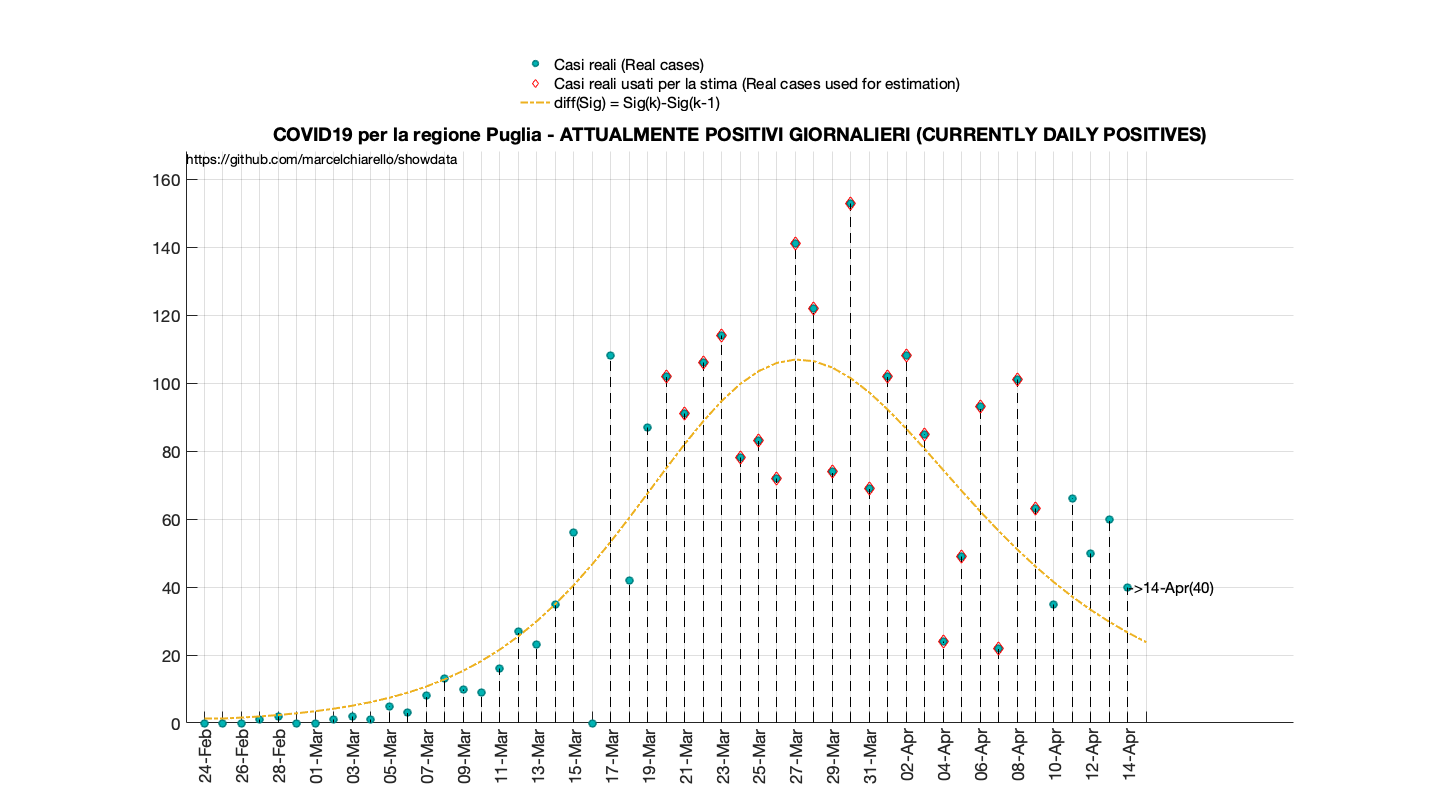 Casi reali (Real cases)
Casi reali usati per la stima (Real cases used for estimation)
diff(Sig) = Sig(k)-Sig(k-1)
COVID19 per la regione Puglia - ATTUALMENTE POSITIVI GIORNALIERI (CURRENTLY DAILY POSITIVES)
https://github.com/marcelchiarello/showdata
160
140
120
100
80
60
40
20
0
->14-Apr(40)
24-Feb
26-Feb
28-Feb
01-Mar
03-Mar
05-Mar
07-Mar
09-Mar
11-Mar
13-Mar
15-Mar
17-Mar
19-Mar
21-Mar
23-Mar
25-Mar
27-Mar
29-Mar
31-Mar
02-Apr
04-Apr
06-Apr
08-Apr
10-Apr
12-Apr
14-Apr